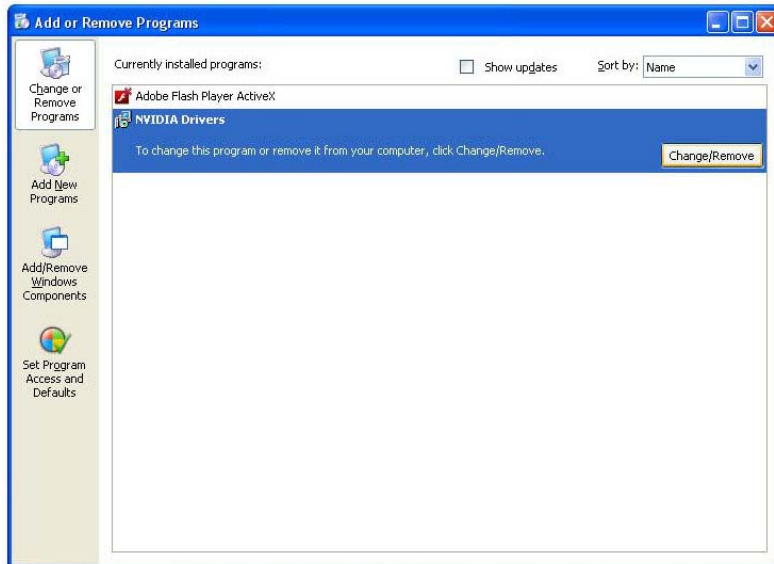 Add or Remove Programs
Change or
Remove
Programs
Currently installed programs:
Show updates
Sort by:
Name
Adobe Flash Player ActiveX
NVIDIA Drivers
To change this program or remove it from your computer, click Change/Remove.
Change/Remove
Add New
Programs
Add/Remove
Windows
Components
Set Program
Access and
Defaults